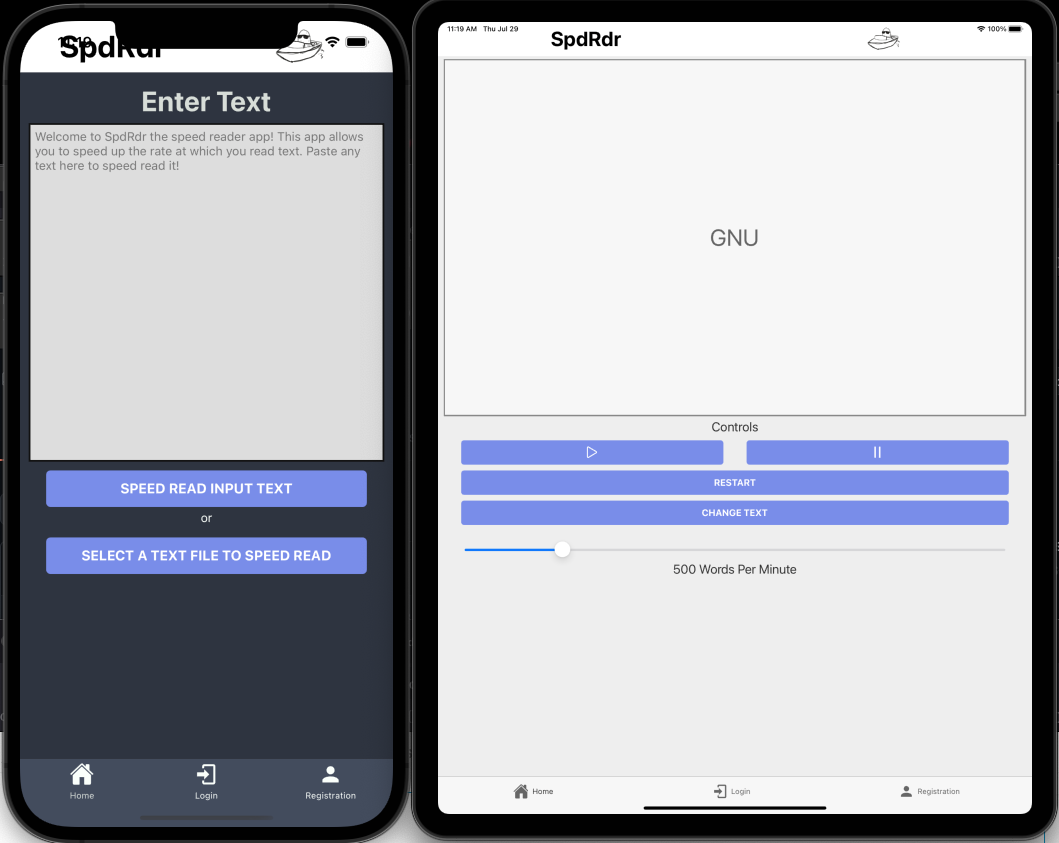 SpdRdr
Enter Text
Welcome to SpdRdr the speed reader app! This app allows
you to speed up the rate at which you read text. Paste any
text here to speed read it!
SPEED READ INPUT TEXT
or
SELECT A TEXT FILE TO SPEED READ
Home
Login
Registration
11:19 AM Thu Jul 29
100%
SpdRdr
GNU
Controls
RESTART
CHANGE TEXT
500 Words Per Minute
Home
Login
Registration